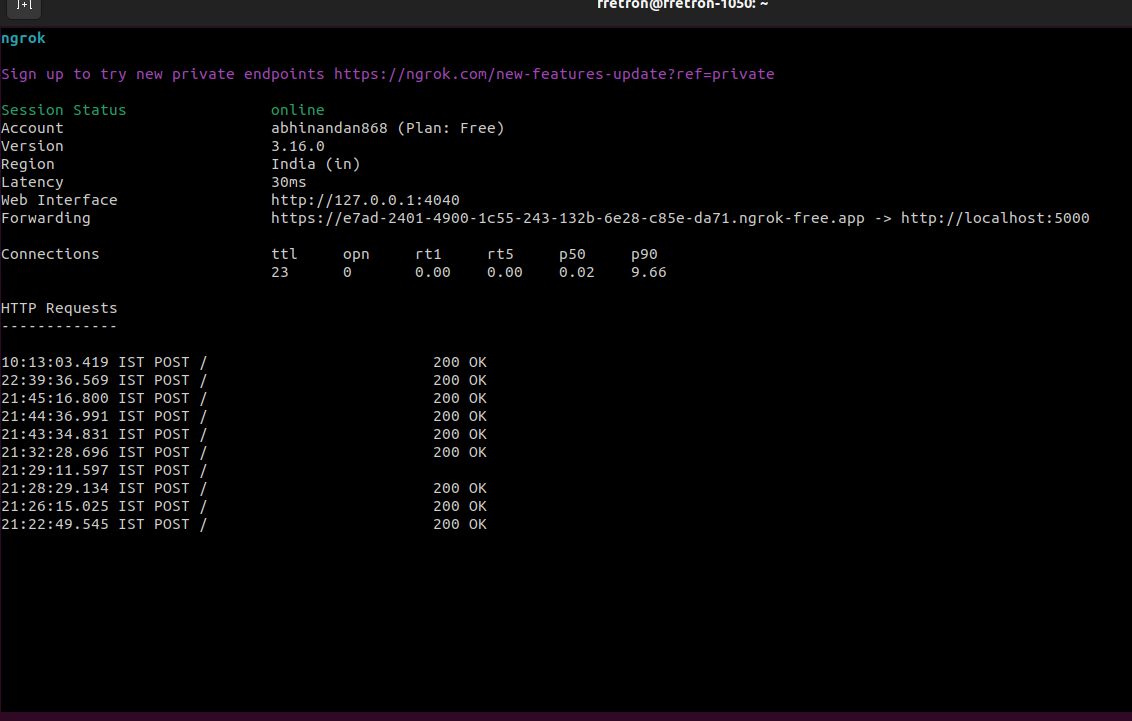 rretron@rretron-1050: ~
ngrok
Sign up to try new private endpoints https://ngrok.com/new-features-update?ref=private
Session Status online
Account abhinandan868 (Plan: Free)
Version 3.16.0
Region India (in)
Latency 30ms
Web Interface http://127.0.0.1:4040
Forwarding https://e7ad-2401-4900-1c55-243-132b-6e28-c85e-da71.ngrok-free.app -> http://localhost:5000
Connections ttl opn rt1 rt5 p50 p90
23 0 0.00 0.00 0.02 9.66
HTTP Requests
-------------
10:13:03.419 IST POST / 200 OK
22:39:36.569 IST POST / 200 OK
21:45:16.800 IST POST / 200 OK
21:44:36.991 IST POST / 200 OK
21:43:34.831 IST POST / 200 OK
21:32:28.696 IST POST / 200 OK
21:29:11.597 IST POST /
21:28:29.134 IST POST / 200 OK
21:26:15.025 IST POST / 200 OK
21:22:49.545 IST POST / 200 OK